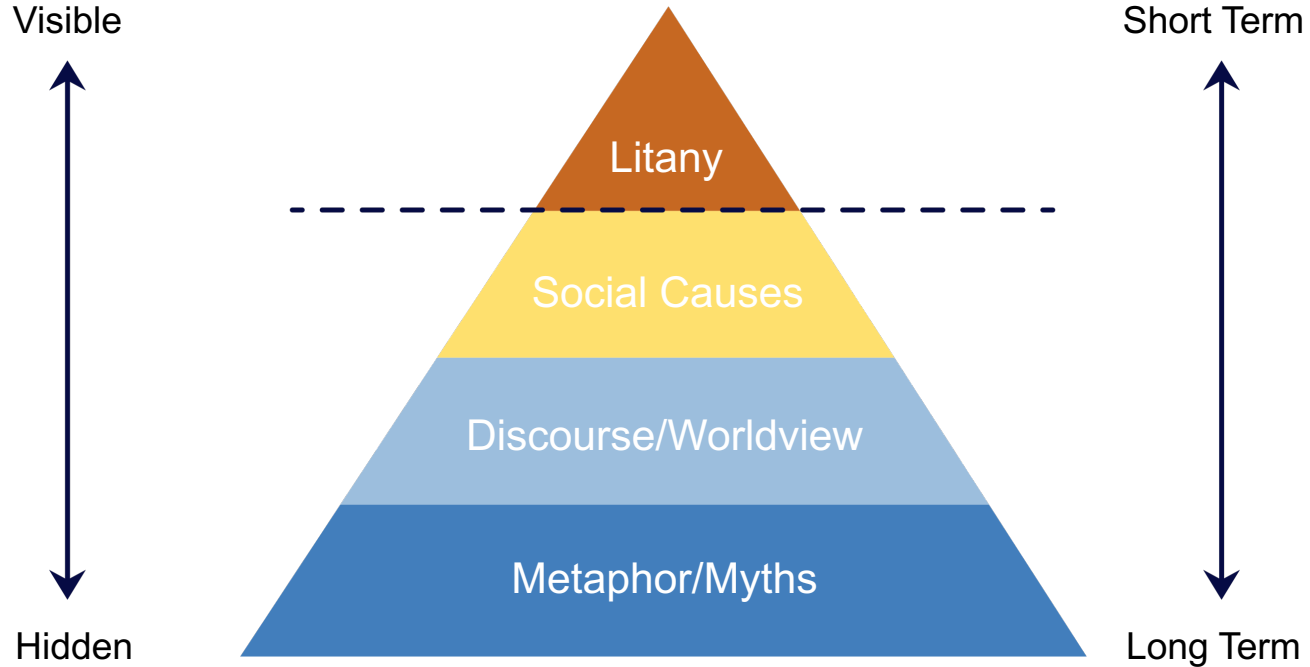 Visible
Short Term
Litany
Social Causes
Discourse/Worldview
Metaphor/Myths
Hidden
Long Term